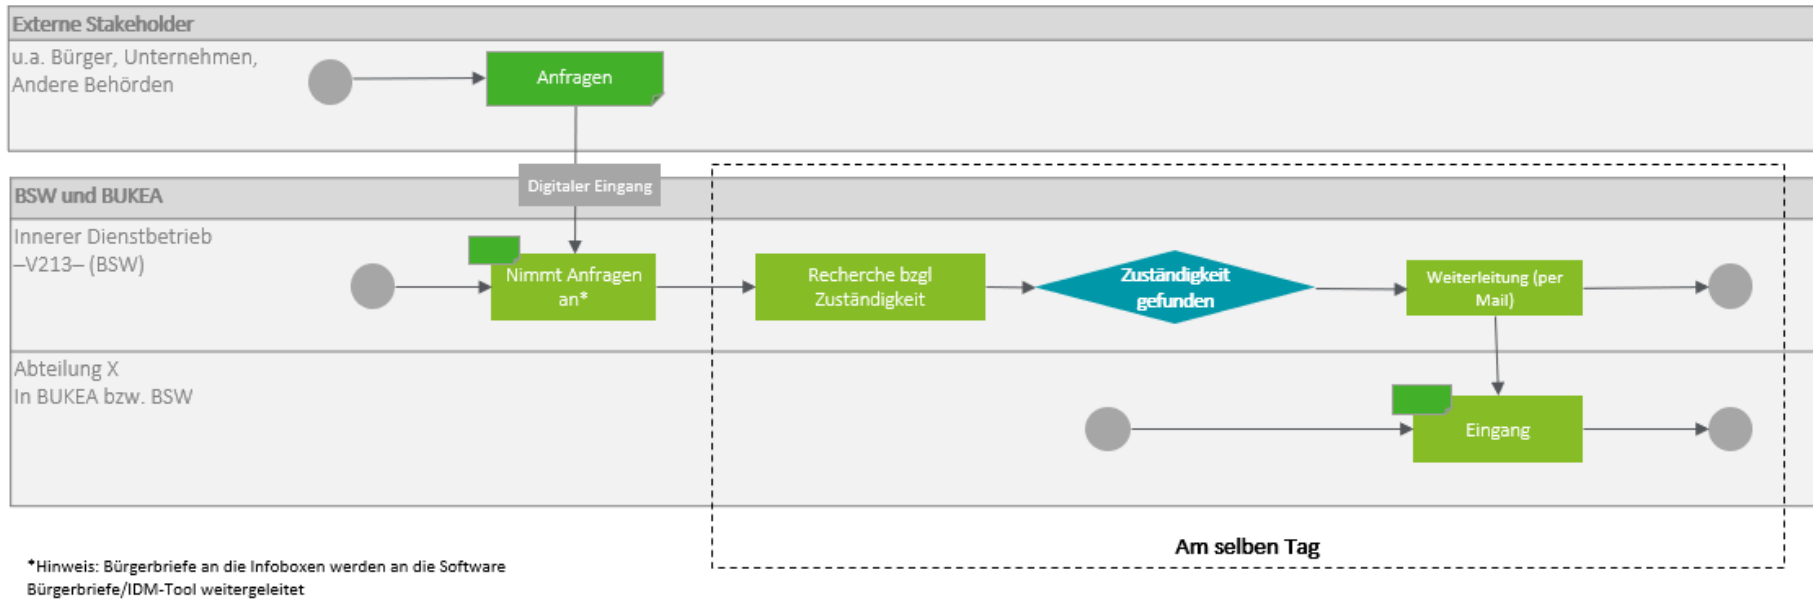 Externe Stakeholder
u.a. Bürger, Unternehmen,
Andere Behörden
Anfragen
Digitaler Eingang
BSW und BUKEA
Innerer Dienstbetrieb
–V213– (BSW)
Nimmt Anfragen
an*
Recherche bzgl
Zuständigkeit
Zuständigkeit
gefunden
Weiterleitung (per
Mail)
Abteilung X
In BUKEA bzw. BSW
Eingang
Am selben Tag
*Hinweis: Bürgerbriefe an die Infoboxen werden an die Software
Bürgerbriefe/IDM-Tool weitergeleitet